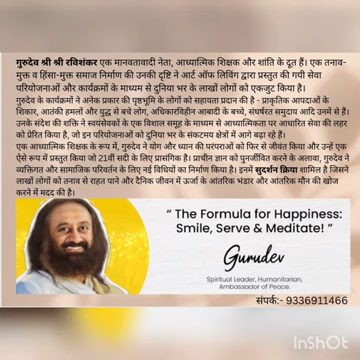 गुरुदेव श्री श्री रविशंकर एक मानवतावादी नेता, आध्यात्मिक शिक्षक और शांति के दूत हैं। एक तनाव-
मुक्त व हिंसा-मुक्त समाज निर्माण की उनकी दृष्टि ने आर्ट ऑफ लिविंग द्वारा प्रस्तुत की गयी सेवा
परियोजनाओं और कार्यक्रमों के माध्यम से दुनिया भर के लाखों लोगों को एकजुट किया है।
गुरुदेव के कार्यक्रमों ने अनेक प्रकार की पृष्ठभूमि के लोगों को सहायता प्रदान की है - प्राकृतिक आपदाओं के
शिकार, आतंकी हमलों और युद्ध से बचे लोग, अधिकारविहीन आबादी के बच्चे, संघर्षरत समुदाय आदि उनमें से हैं।
उनके संदेश की शक्ति ने स्वयंसेवकों के एक विशाल समूह के माध्यम से आध्यात्मिकता पर आधारित सेवा की लहर
को प्रेरित किया है, जो इन परियोजनाओं को दुनिया भर के संकटमय क्षेत्रों में आगे बढ़ा रहे हैं।
एक आध्यात्मिक शिक्षक के रूप में, गुरुदेव ने योग और ध्यान की परंपराओं को फिर से जीवंत किया और उन्हें एक
ऐसे रूप में प्रस्तुत किया जो 21वीं सदी के लिए प्रासंगिक है। प्राचीन ज्ञान को पुनर्जीवित करने के अलावा, गुरुदेव ने
व्यक्तिगत और सामाजिक परिवर्तन के लिए नई विधियों का निर्माण किया है। इनमें सुदर्शन क्रिया शामिल है जिसने
लाखों लोगों को तनाव से राहत पाने और दैनिक जीवन में ऊर्जा के आंतरिक भंडार और आंतरिक मौन की खोज
करने में मदद की है।
“ The Formula for Happiness:
Smile, Serve & Meditate! ”
Gurudev
Spiritual Leader, Humanitarian,
Ambassador of Peace.
संपर्क:- 9336911466
InShOt